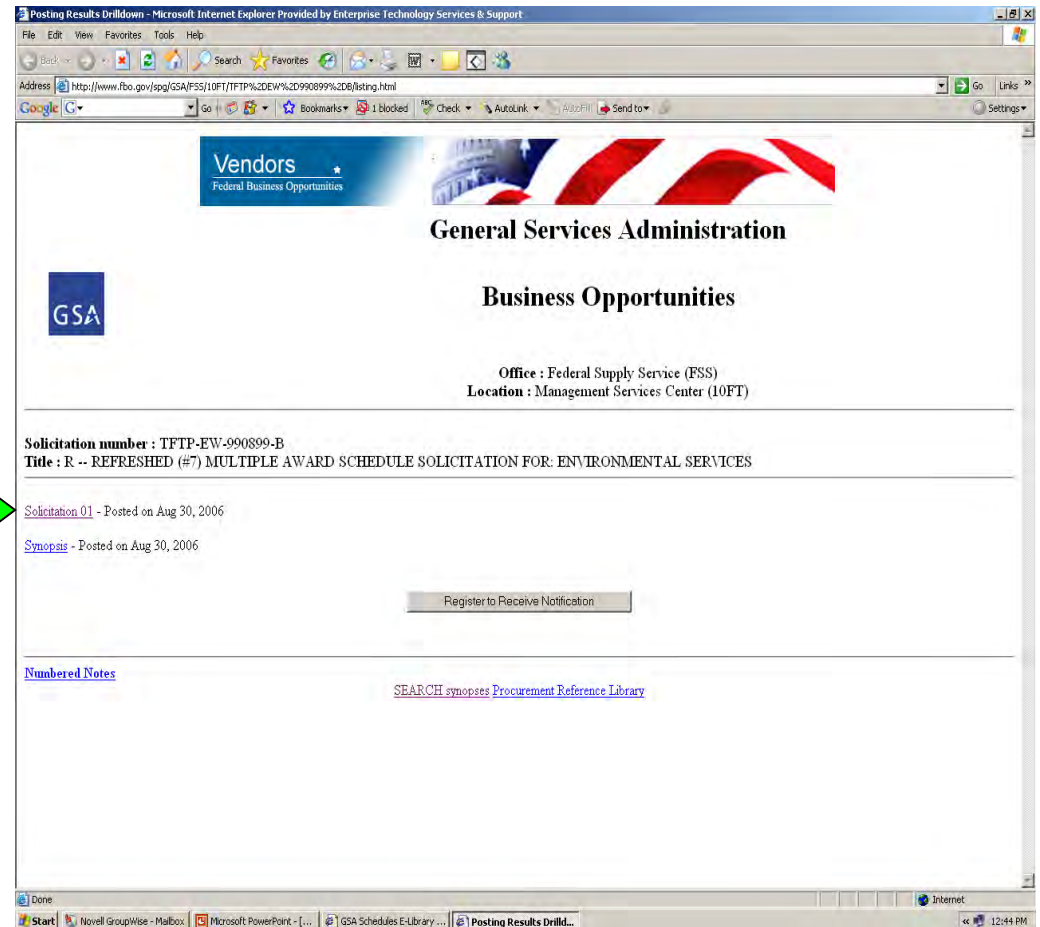 Posting Results Drilldown - Microsoft Internet Explorer Provided by Enterprise Technology Services & Support
File Edit View Favorites Tools Help
Back Search Favorites
Address http://www.fbo.gov/spg/GSA/FSS/10FT/TFTP%2DEW%2D990899%2DB/listing.html Go Links »
Google G Go Bookmarks 1 blocked ABC Check AutoLink AutoFill Send to Settings
Vendors
Federal Business Opportunities
General Services Administration
GSA
Business Opportunities
Office : Federal Supply Service (FSS)
Location : Management Services Center (10FT)
Solicitation number : TFTP-EW-990899-B
Title : R -- REFRESHED (#7) MULTIPLE AWARD SCHEDULE SOLICITATION FOR: ENVIRONMENTAL SERVICES
Solicitation 01 - Posted on Aug 30, 2006
Synopsis - Posted on Aug 30, 2006
Register to Receive Notification
Numbered Notes
SEARCH synopses Procurement Reference Library
Done Internet
Start Novell GroupWise - Mailbox Microsoft PowerPoint - [... GSA Schedules E-Library ... Posting Results Drilld... « 12:44 PM